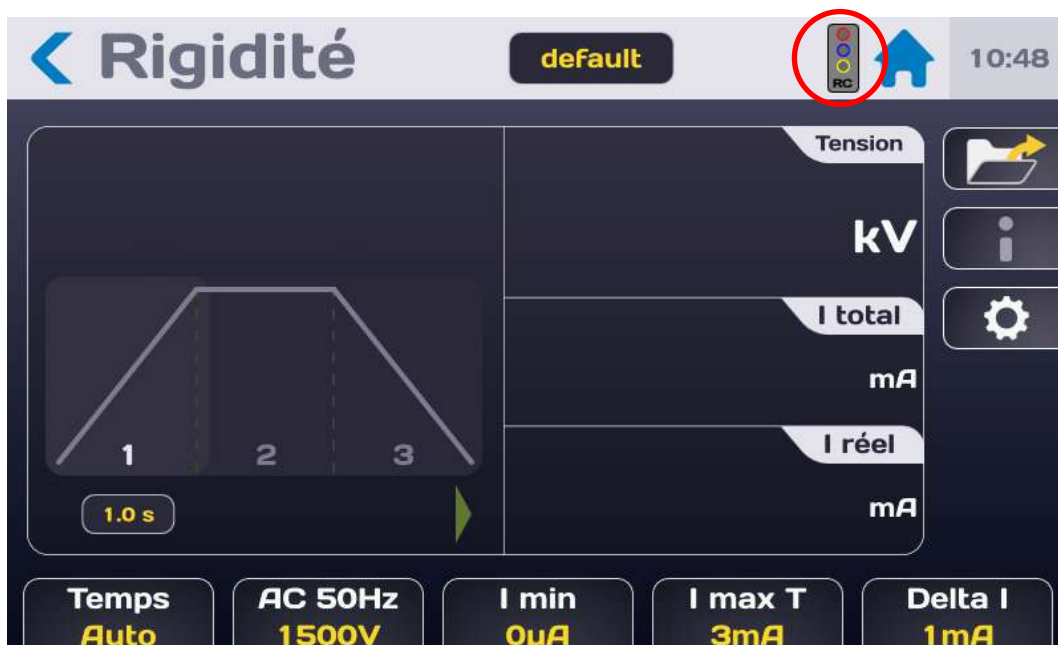 Rigidité
default
RC
10:48
Tension
kV
I total
mA
I réel
mA
1
2
3
1.0 s
Temps
Auto
AC 50Hz
1500V
I min
0µA
I max T
3mA
Delta I
1mA